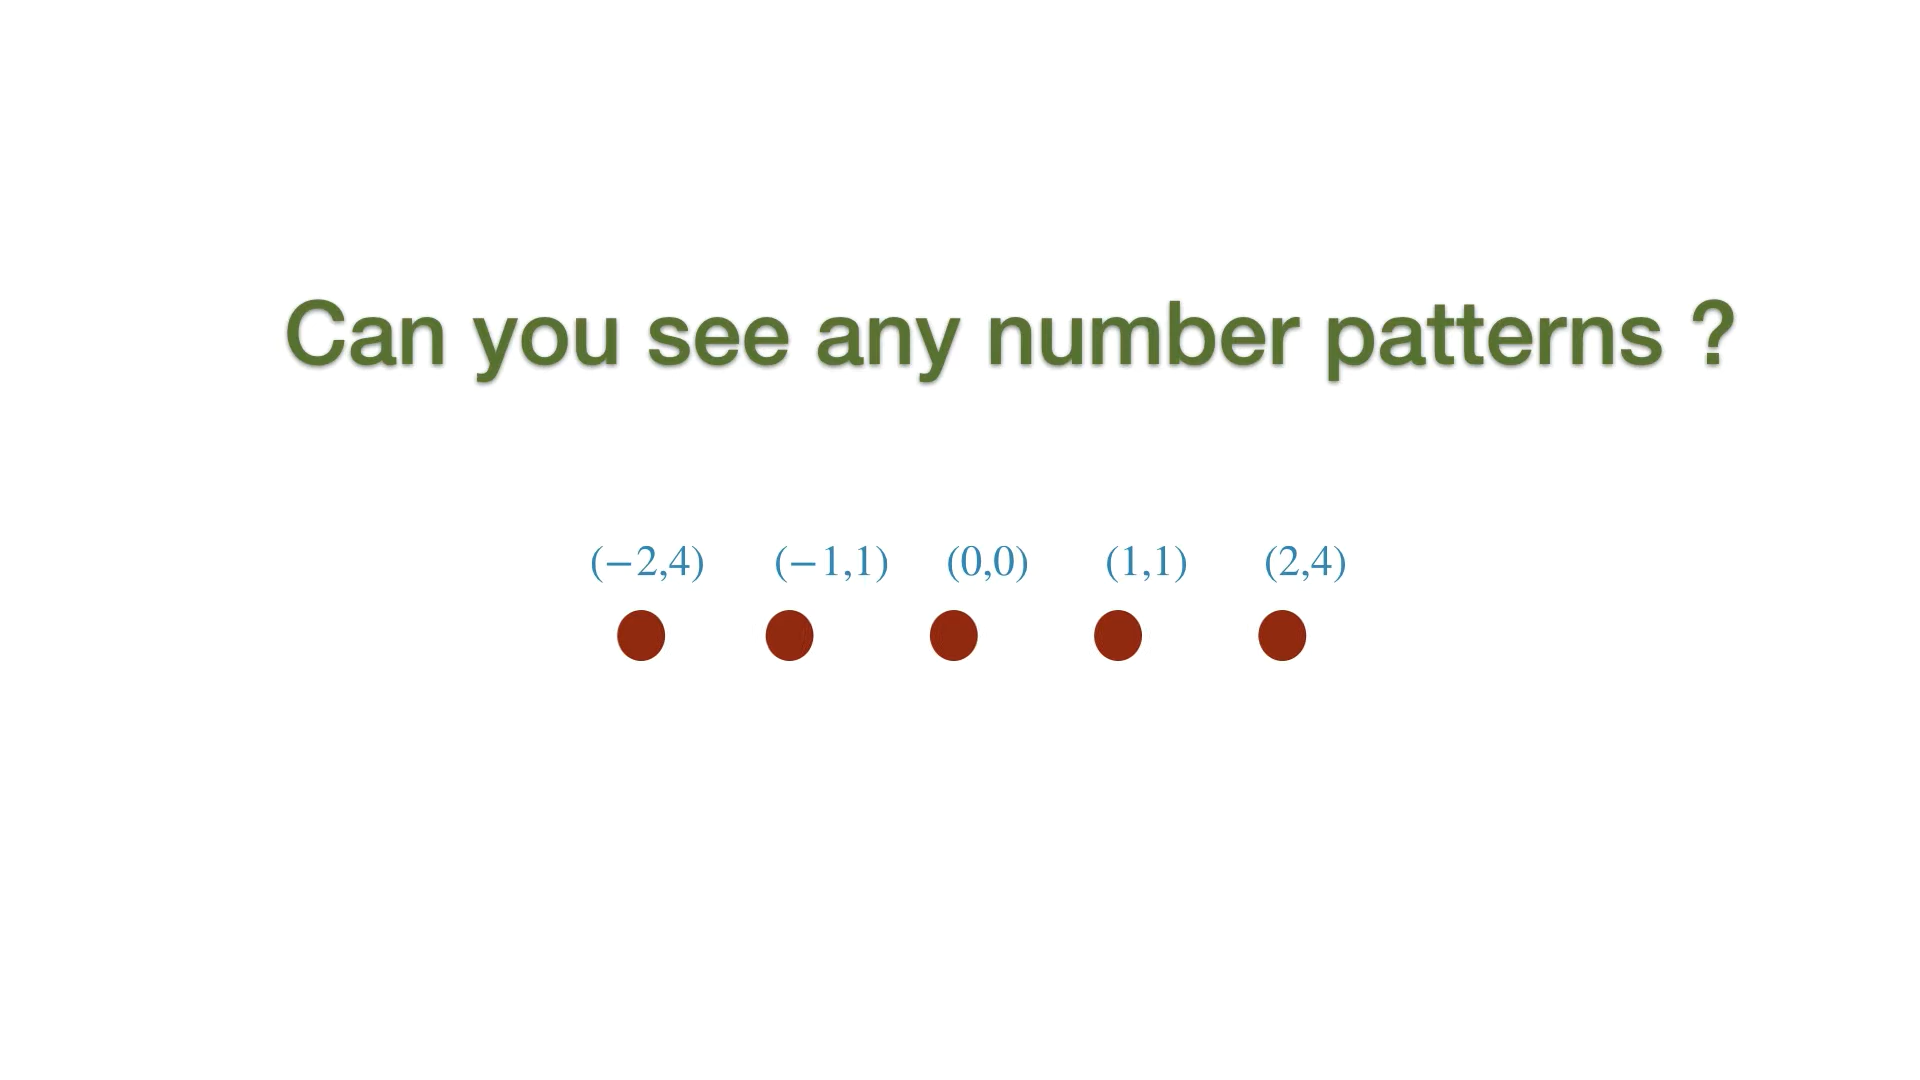 Can you see any number patterns ?
(−2,4) (−1,1) (0,0) (1,1) (2,4)